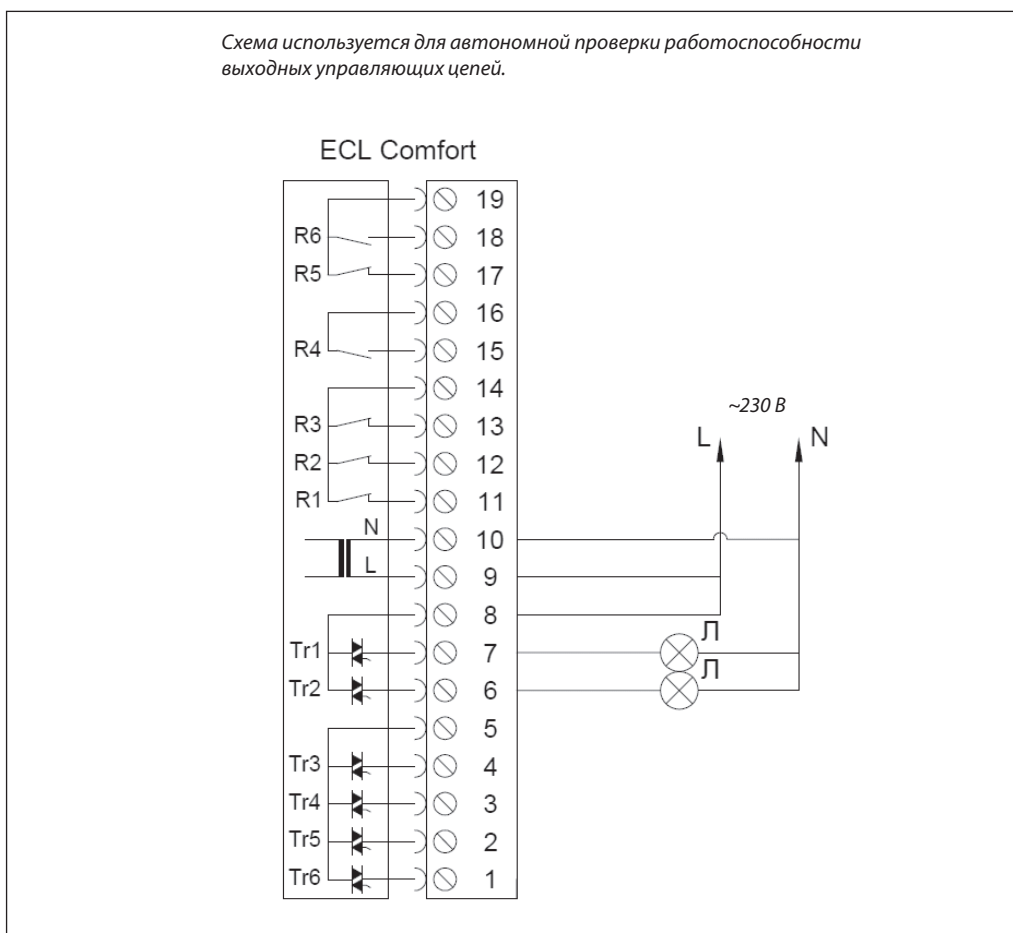 Схема используется для автономной проверки работоспособности
выходных управляющих цепей.
ECL Comfort
19
R6 18
R5 17
16
R4 15
14
~230 В
R3 13
L N
R2 12
R1 11
N 10
L 9
8
Tr1 7 Л
Tr2 6 Л
5
Tr3 4
Tr4 3
Tr5 2
Tr6 1